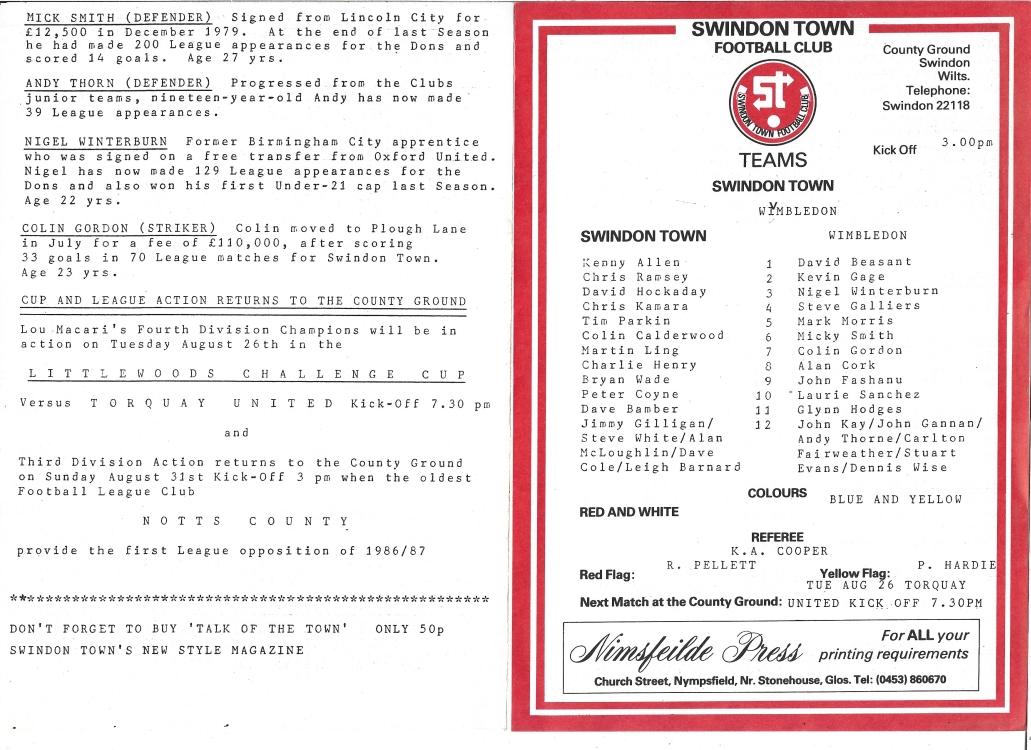 MICK SMITH (DEFENDER) Signed from Lincoln City for
£12,500 in December 1979. At the end of last Season
he had made 200 League appearances for the Dons and
scored 14 goals. Age 27 yrs.
ANDY THORN (DEFENDER) Progressed from the Clubs
junior teams, nineteen-year-old Andy has now made
39 League appearances.
NIGEL WINTERBURN Former Birmingham City apprentice
who was signed on a free transfer from Oxford United.
Nigel has now made 129 League appearances for the
Dons and also won his first Under-21 cap last Season.
Age 22 yrs.
COLIN GORDON (STRIKER) Colin moved to Plough Lane
in July for a fee of £110,000, after scoring
33 goals in 70 League matches for Swindon Town.
Age 23 yrs.
CUP AND LEAGUE ACTION RETURNS TO THE COUNTY GROUND
Lou Macari's Fourth Division Champions will be in
action on Tuesday August 26th in the
LITTLEWOODS CHALLENGE CUP
Versus TORQUAY UNITED Kick-Off 7.30 pm
and
Third Division Action returns to the County Ground
on Sunday August 31st Kick-Off 3 pm when the oldest
Football League Club
NOTTS COUNTY
provide the first League opposition of 1986/87
*******************************************************
DON'T FORGET TO BUY 'TALK OF THE TOWN' ONLY 50p
SWINDON TOWN'S NEW STYLE MAGAZINE
SWINDON TOWN
FOOTBALL CLUB
County Ground
Swindon
Wilts.
Telephone:
Swindon 22118
ST
SWINDON TOWN FOOTBALL CLUB
Kick Off 3.00pm
TEAMS
SWINDON TOWN
v
WIMBLEDON
SWINDON TOWN WIMBLEDON
Kenny Allen 1 David Beasant
Chris Ramsey 2 Kevin Gage
David Hockaday 3 Nigel Winterburn
Chris Kamara 4 Steve Galliers
Tim Parkin 5 Mark Morris
Colin Calderwood 6 Micky Smith
Martin Ling 7 Colin Gordon
Charlie Henry 8 Alan Cork
Bryan Wade 9 John Fashanu
Peter Coyne 10 Laurie Sanchez
Dave Bamber 11 Glynn Hodges
Jimmy Gilligan/ 12 John Kay/John Gannan/
Steve White/Alan Andy Thorne/Carlton
McLoughlin/Dave Fairweather/Stuart
Cole/Leigh Barnard Evans/Dennis Wise
COLOURS BLUE AND YELLOW
RED AND WHITE
REFEREE
K.A. COOPER
Red Flag: R. PELLETT Yellow Flag: P. HARDIE
TUE AUG 26 TORQUAY
Next Match at the County Ground: UNITED KICK OFF 7.30PM
Nimsfeilde Press
For ALL your
printing requirements
Church Street, Nympsfield, Nr. Stonehouse, Glos. Tel: (0453) 860670